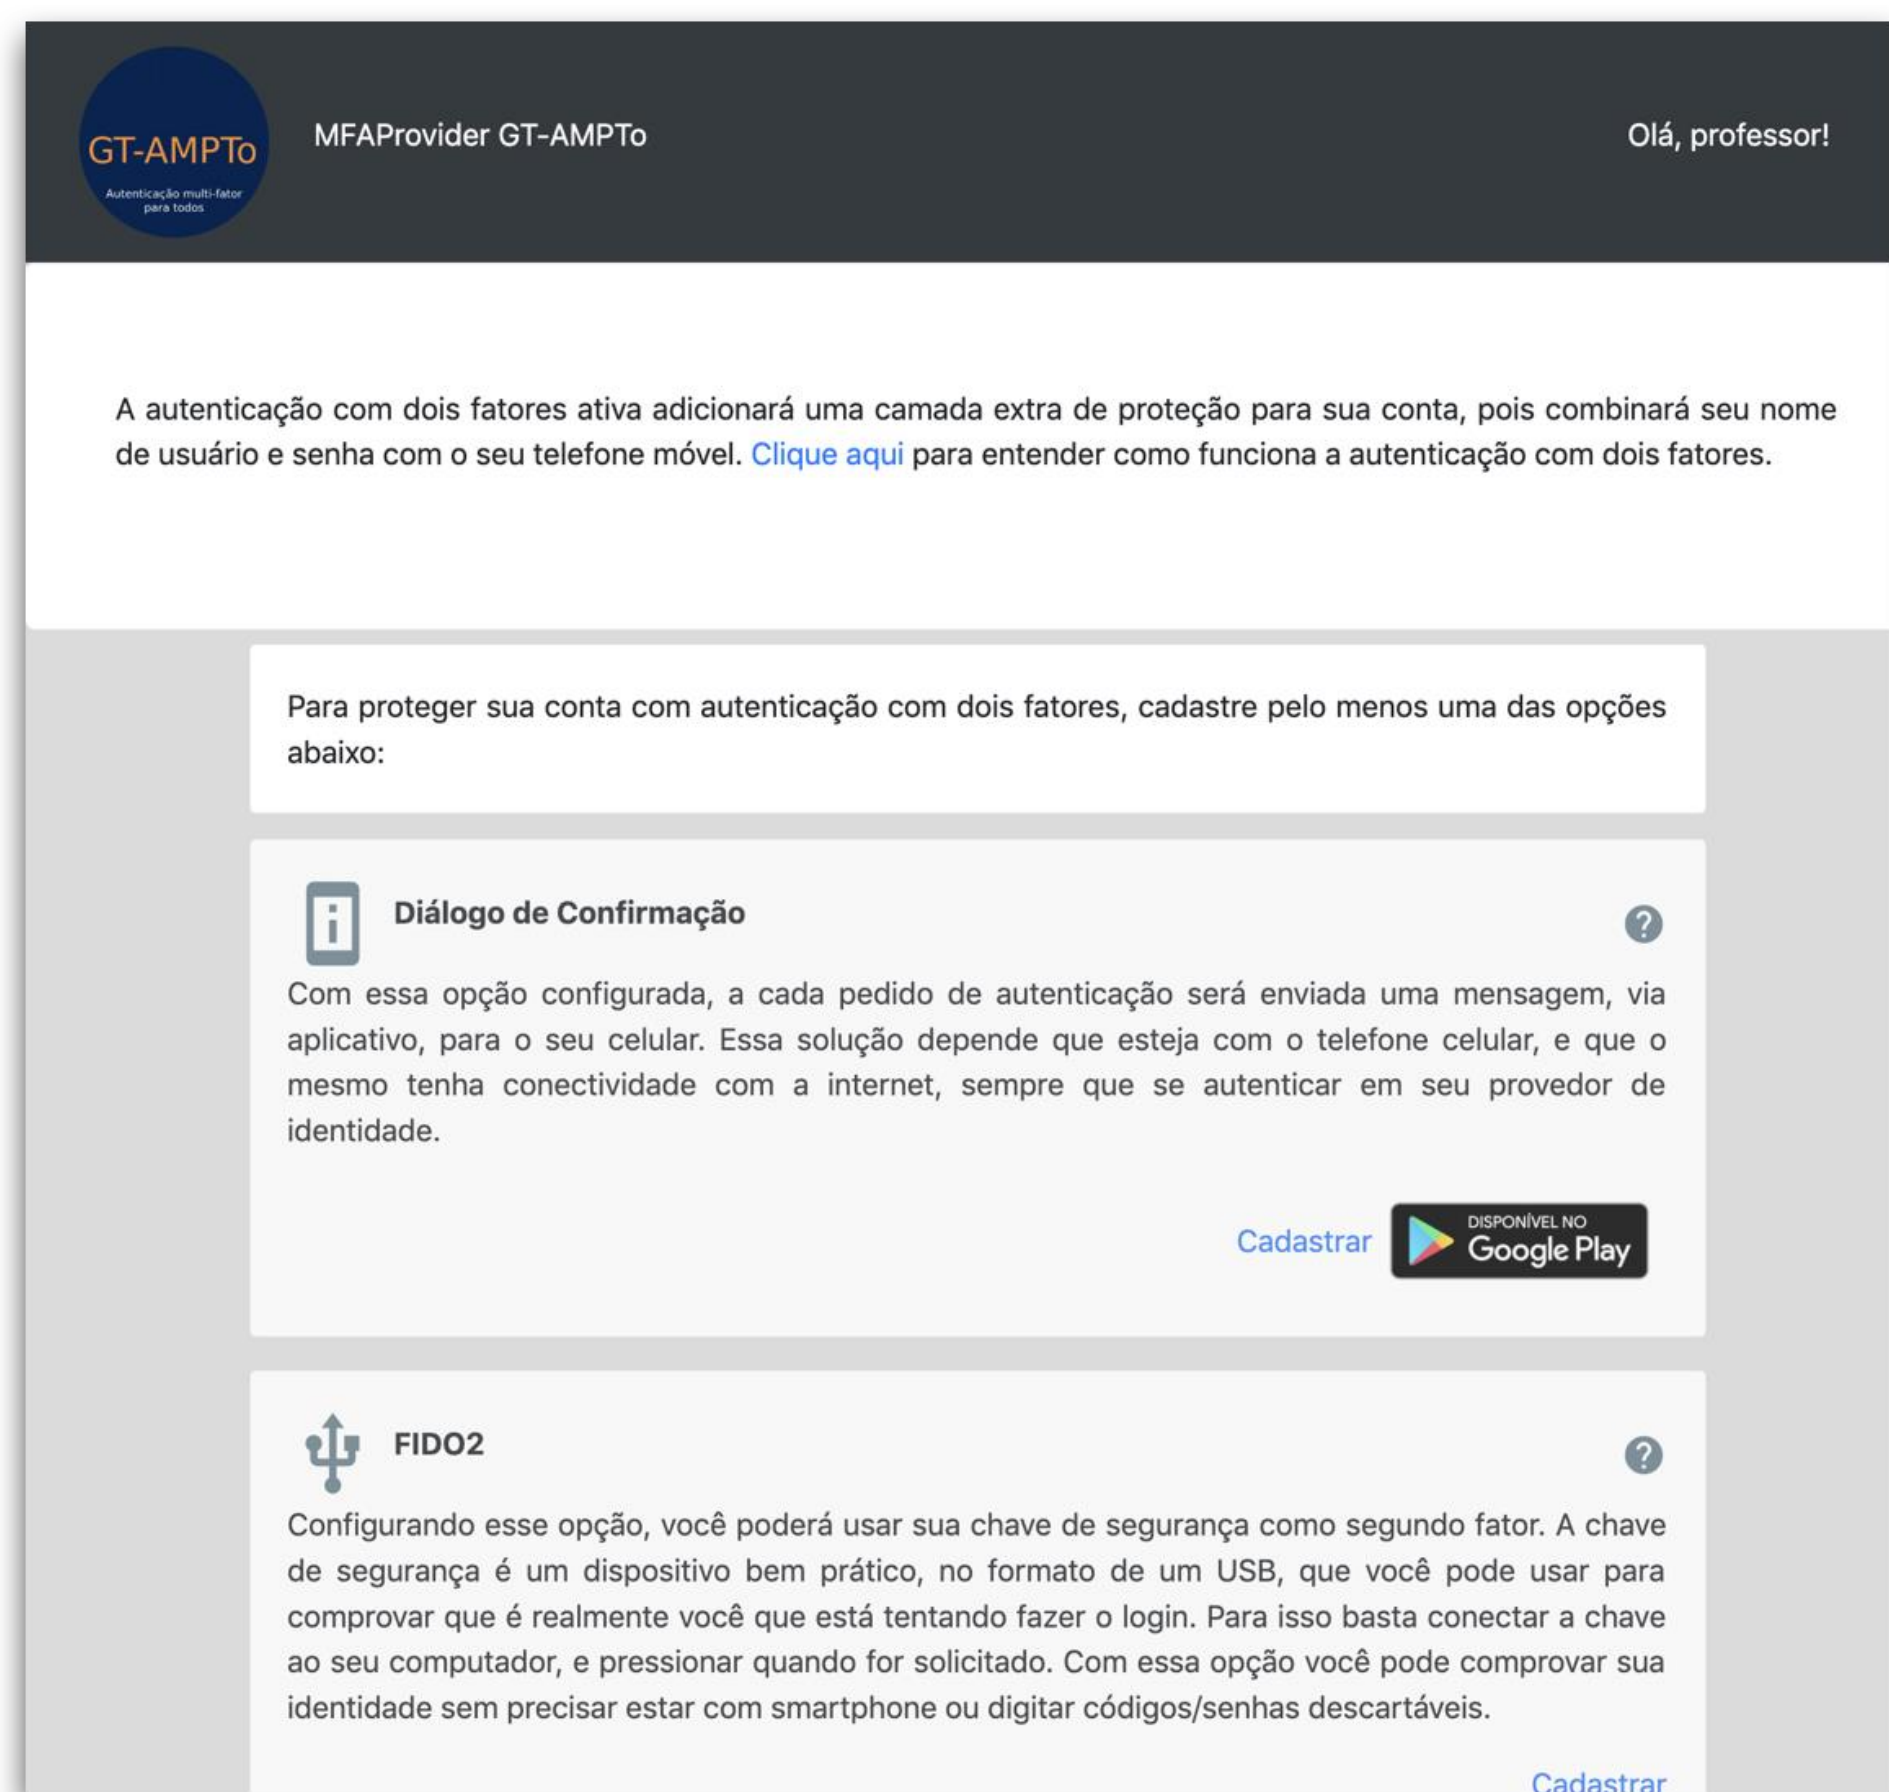 GT-AMPTo
Autenticação multi-fator
para todos
MFAProvider GT-AMPTo
Olá, professor!
A autenticação com dois fatores ativa adicionará uma camada extra de proteção para sua conta, pois combinará seu nome
de usuário e senha com o seu telefone móvel. Clique aqui para entender como funciona a autenticação com dois fatores.
Para proteger sua conta com autenticação com dois fatores, cadastre pelo menos uma das opções
abaixo:
Diálogo de Confirmação
Com essa opção configurada, a cada pedido de autenticação será enviada uma mensagem, via
aplicativo, para o seu celular. Essa solução depende que esteja com o telefone celular, e que o
mesmo tenha conectividade com a internet, sempre que se autenticar em seu provedor de
identidade.
Cadastrar
DISPONÍVEL NO
Google Play
FIDO2
Configurando esse opção, você poderá usar sua chave de segurança como segundo fator. A chave
de segurança é um dispositivo bem prático, no formato de um USB, que você pode usar para
comprovar que é realmente você que está tentando fazer o login. Para isso basta conectar a chave
ao seu computador, e pressionar quando for solicitado. Com essa opção você pode comprovar sua
identidade sem precisar estar com smartphone ou digitar códigos/senhas descartáveis.
Cadastrar